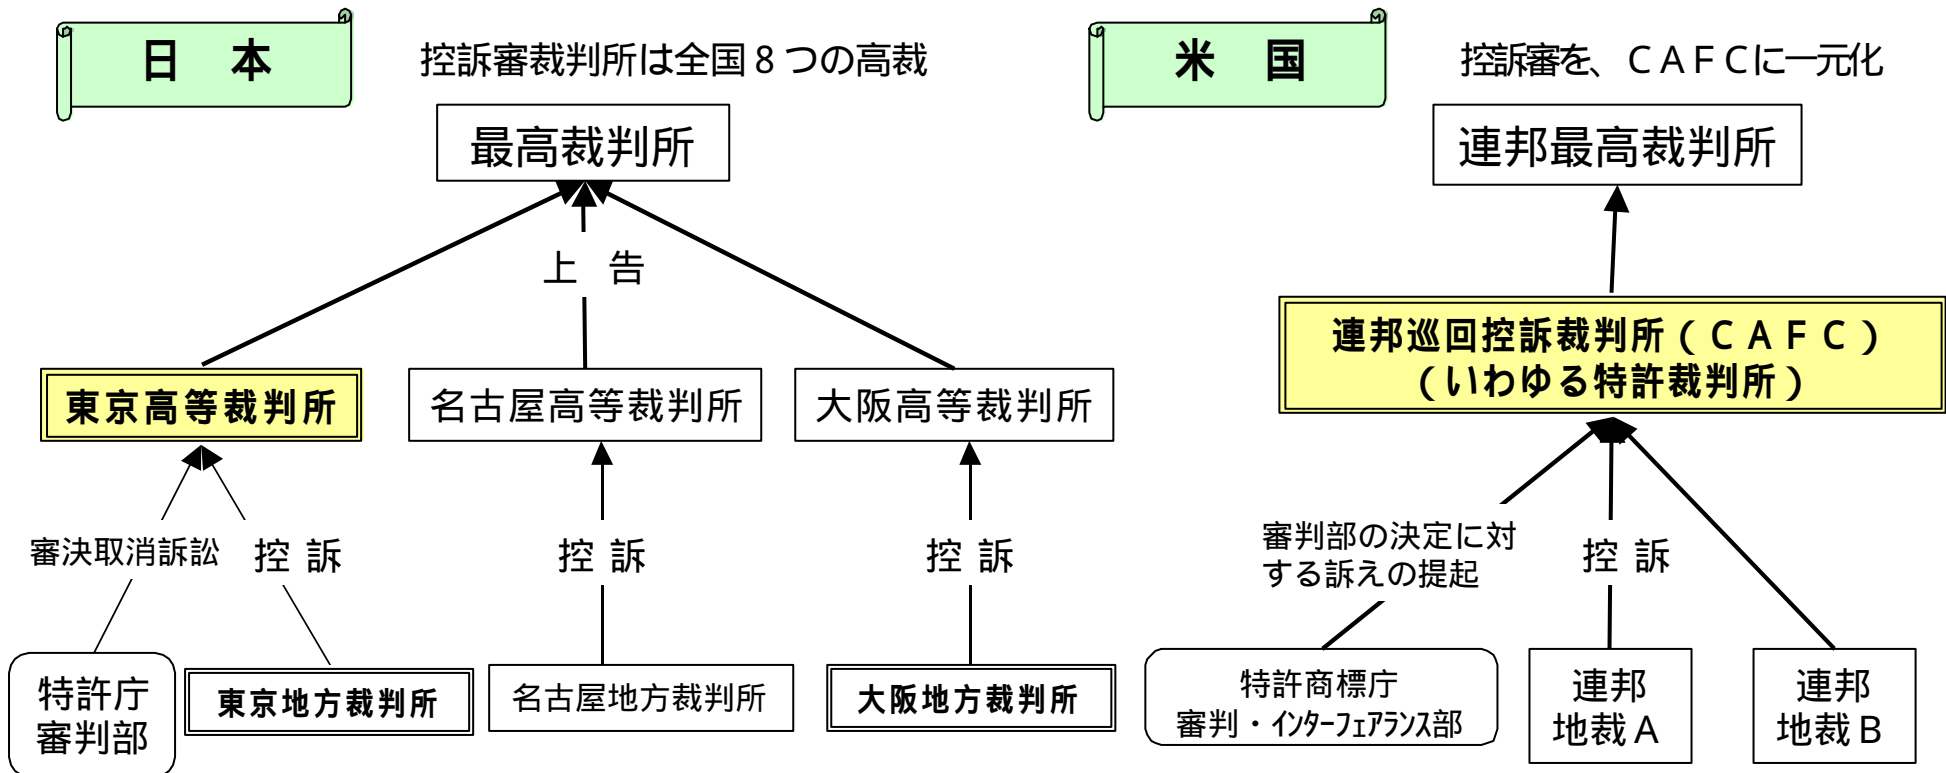 日 本
控訴審裁判所は全国8つの高裁
最高裁判所
上 告
東京高等裁判所
名古屋高等裁判所
大阪高等裁判所
審決取消訴訟
控 訴
控 訴
控 訴
特許庁
審判部
東京地方裁判所
名古屋地方裁判所
大阪地方裁判所
米 国
控訴審を、CAFCに一元化
連邦最高裁判所
連邦巡回控訴裁判所(CAFC)
(いわゆる特許裁判所)
審判部の決定に対
する訴えの提起
控 訴
特許商標庁
審判・インターフェアランス部
連邦
地裁A
連邦
地裁B